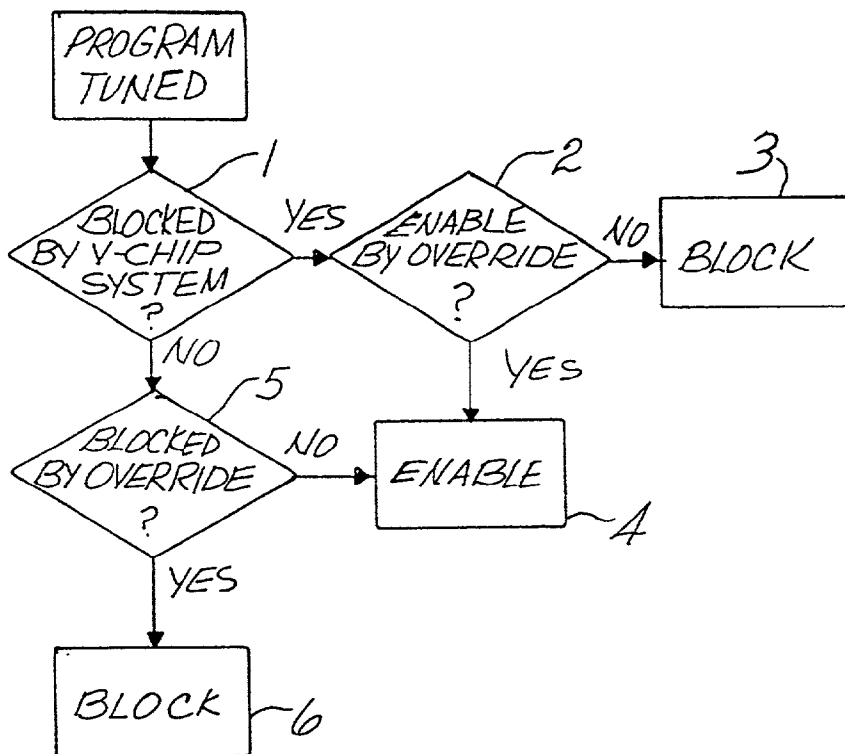 PROGRAM
TUNED
1
BLOCKED
BY V-CHIP
SYSTEM
?
YES
2
ENABLE
BY OVERRIDE
?
NO
3
BLOCK
NO
YES
5
BLOCKED
BY OVERRIDE
?
NO
ENABLE
4
YES
BLOCK
6